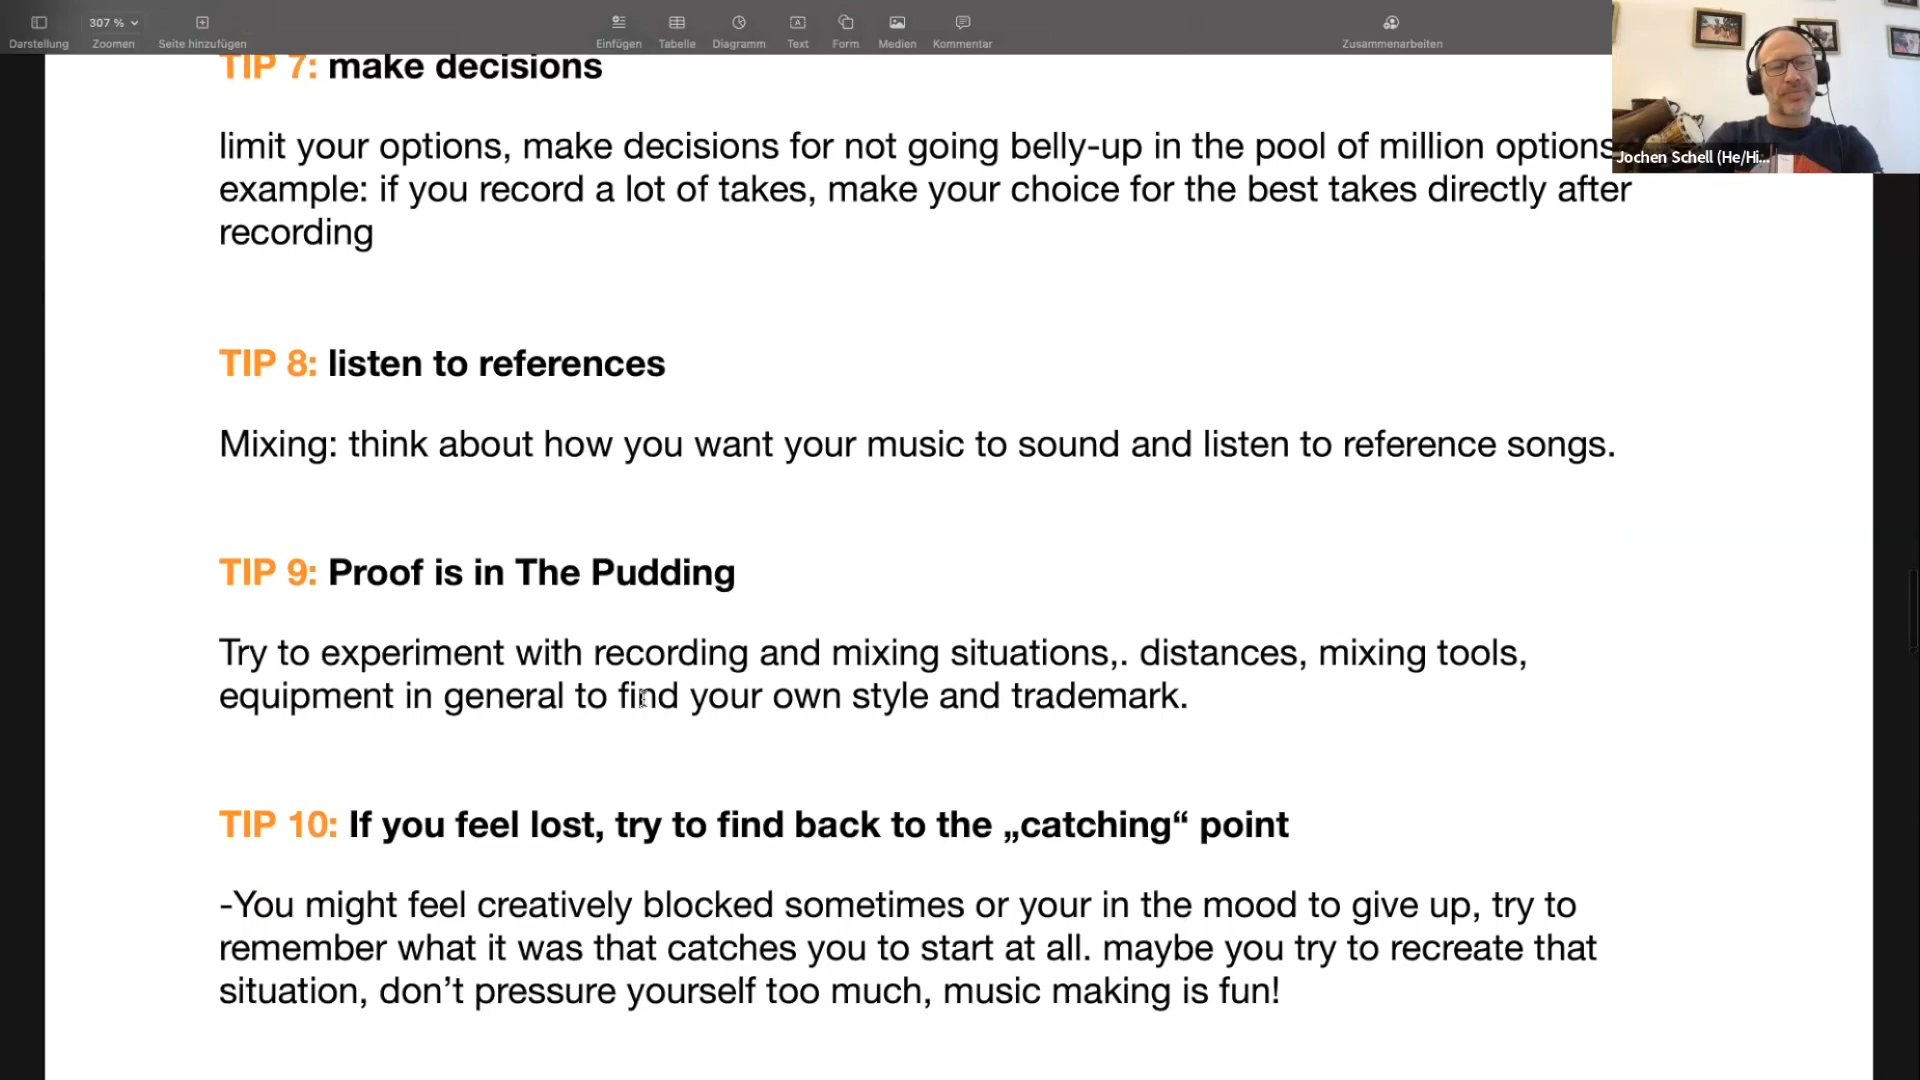 307 %
Darstellung Zoomen Seite hinzufügen Einfügen Tabelle Diagramm Text Form Medien Kommentar Zusammenarbeiten
TIP 7: make decisions
limit your options, make decisions for not going belly-up in the pool of million options
example: if you record a lot of takes, make your choice for the best takes directly after
recording
Jochen Schell (He/Hi...
TIP 8: listen to references
Mixing: think about how you want your music to sound and listen to reference songs.
TIP 9: Proof is in The Pudding
Try to experiment with recording and mixing situations,. distances, mixing tools,
equipment in general to find your own style and trademark.
TIP 10: If you feel lost, try to find back to the „catching“ point
-You might feel creatively blocked sometimes or your in the mood to give up, try to
remember what it was that catches you to start at all. maybe you try to recreate that
situation, don’t pressure yourself too much, music making is fun!